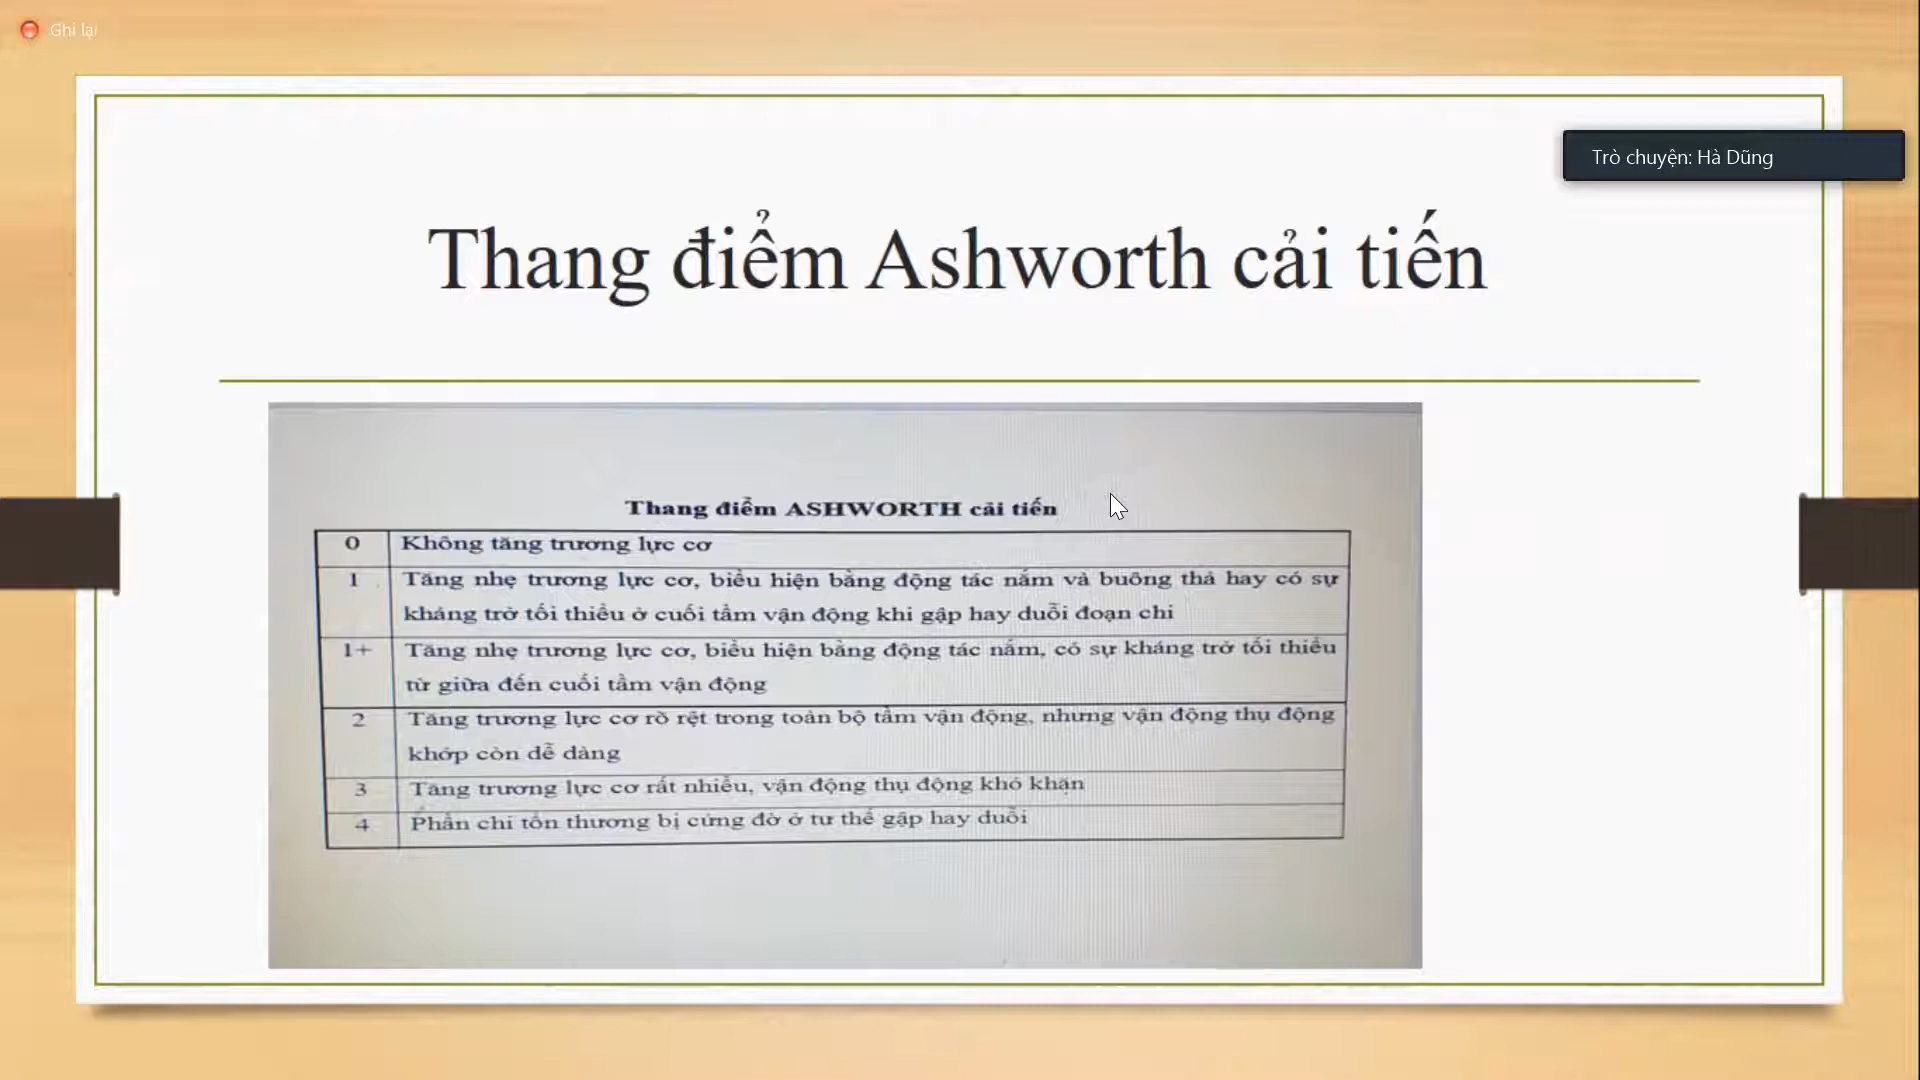 Ghi lại
Trò chuyện: Hà Dũng
Thang điểm Ashworth cải tiến
Thang điểm ASHWORTH cải tiến
0 Không tăng trương lực cơ
1 Tăng nhẹ trương lực cơ, biểu hiện bằng động tác nắm và buông thả hay có sự
kháng trở tối thiểu ở cuối tầm vận động khi gập hay duỗi đoạn chi
1+ Tăng nhẹ trương lực cơ, biểu hiện bằng động tác nắm, có sự kháng trở tối thiểu
từ giữa đến cuối tầm vận động
2 Tăng trương lực cơ rõ rệt trong toàn bộ tầm vận động, nhưng vận động thụ động
khớp còn dễ dàng
3 Tăng trương lực cơ rất nhiều, vận động thụ động khó khăn
4 Phần chi tổn thương bị cứng đờ ở tư thế gập hay duỗi